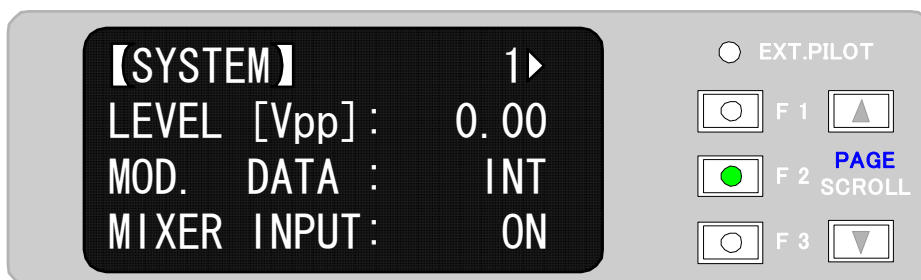 【SYSTEM】 1▷
LEVEL [Vpp]: 0.00
MOD. DATA : INT
MIXER INPUT: ON
EXT.PILOT
F 1
F 2
PAGE
SCROLL
F 3